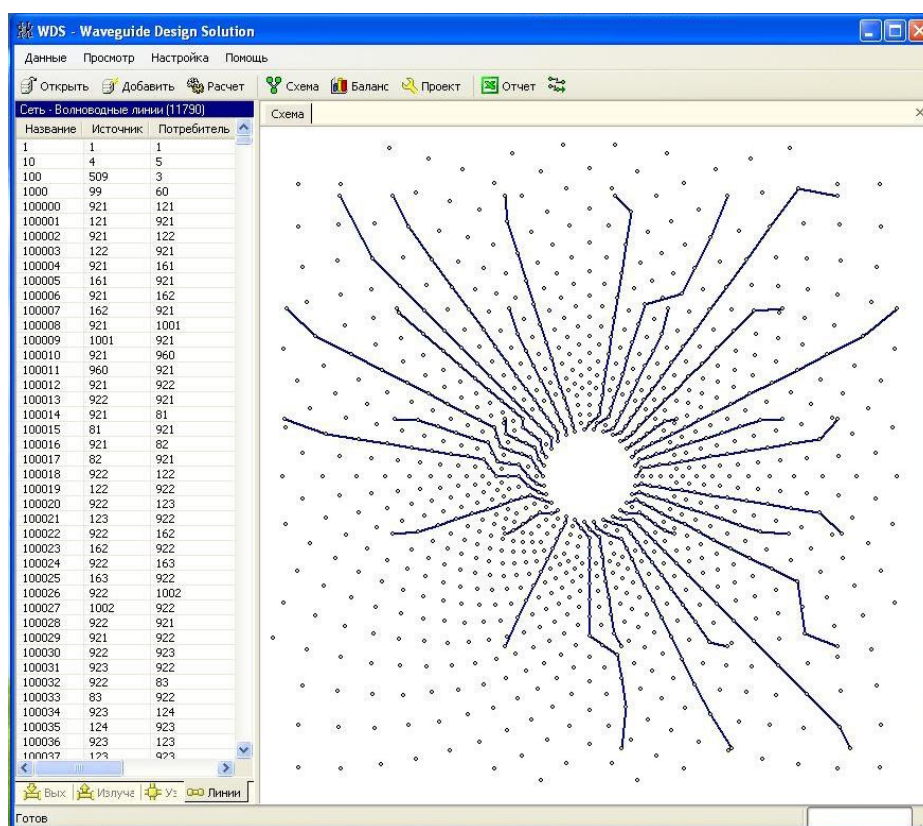 WDS - Waveguide Design Solution
Данные Просмотр Настройка Помощь
Открыть Добавить Расчет Схема Баланс Проект Отчет
Сеть - Волноводные линии (11790)
Схема
Название Источник Потребитель
1 1 1
10 4 5
100 509 3
1000 99 60
100000 921 121
100001 121 921
100002 921 122
100003 122 921
100004 921 161
100005 161 921
100006 921 162
100007 162 921
100008 921 1001
100009 1001 921
100010 921 960
100011 960 921
100012 921 922
100013 922 921
100014 921 81
100015 81 921
100016 921 82
100017 82 921
100018 922 122
100019 122 922
100020 922 123
100021 123 922
100022 922 162
100023 162 922
100024 922 163
100025 163 922
100026 922 1002
100027 1002 922
100028 922 921
100029 921 922
100030 922 923
100031 923 922
100032 922 83
100033 83 922
100034 923 124
100035 124 923
100036 923 123
100037 123 923
Вых Излуча Уз Линии
Готов